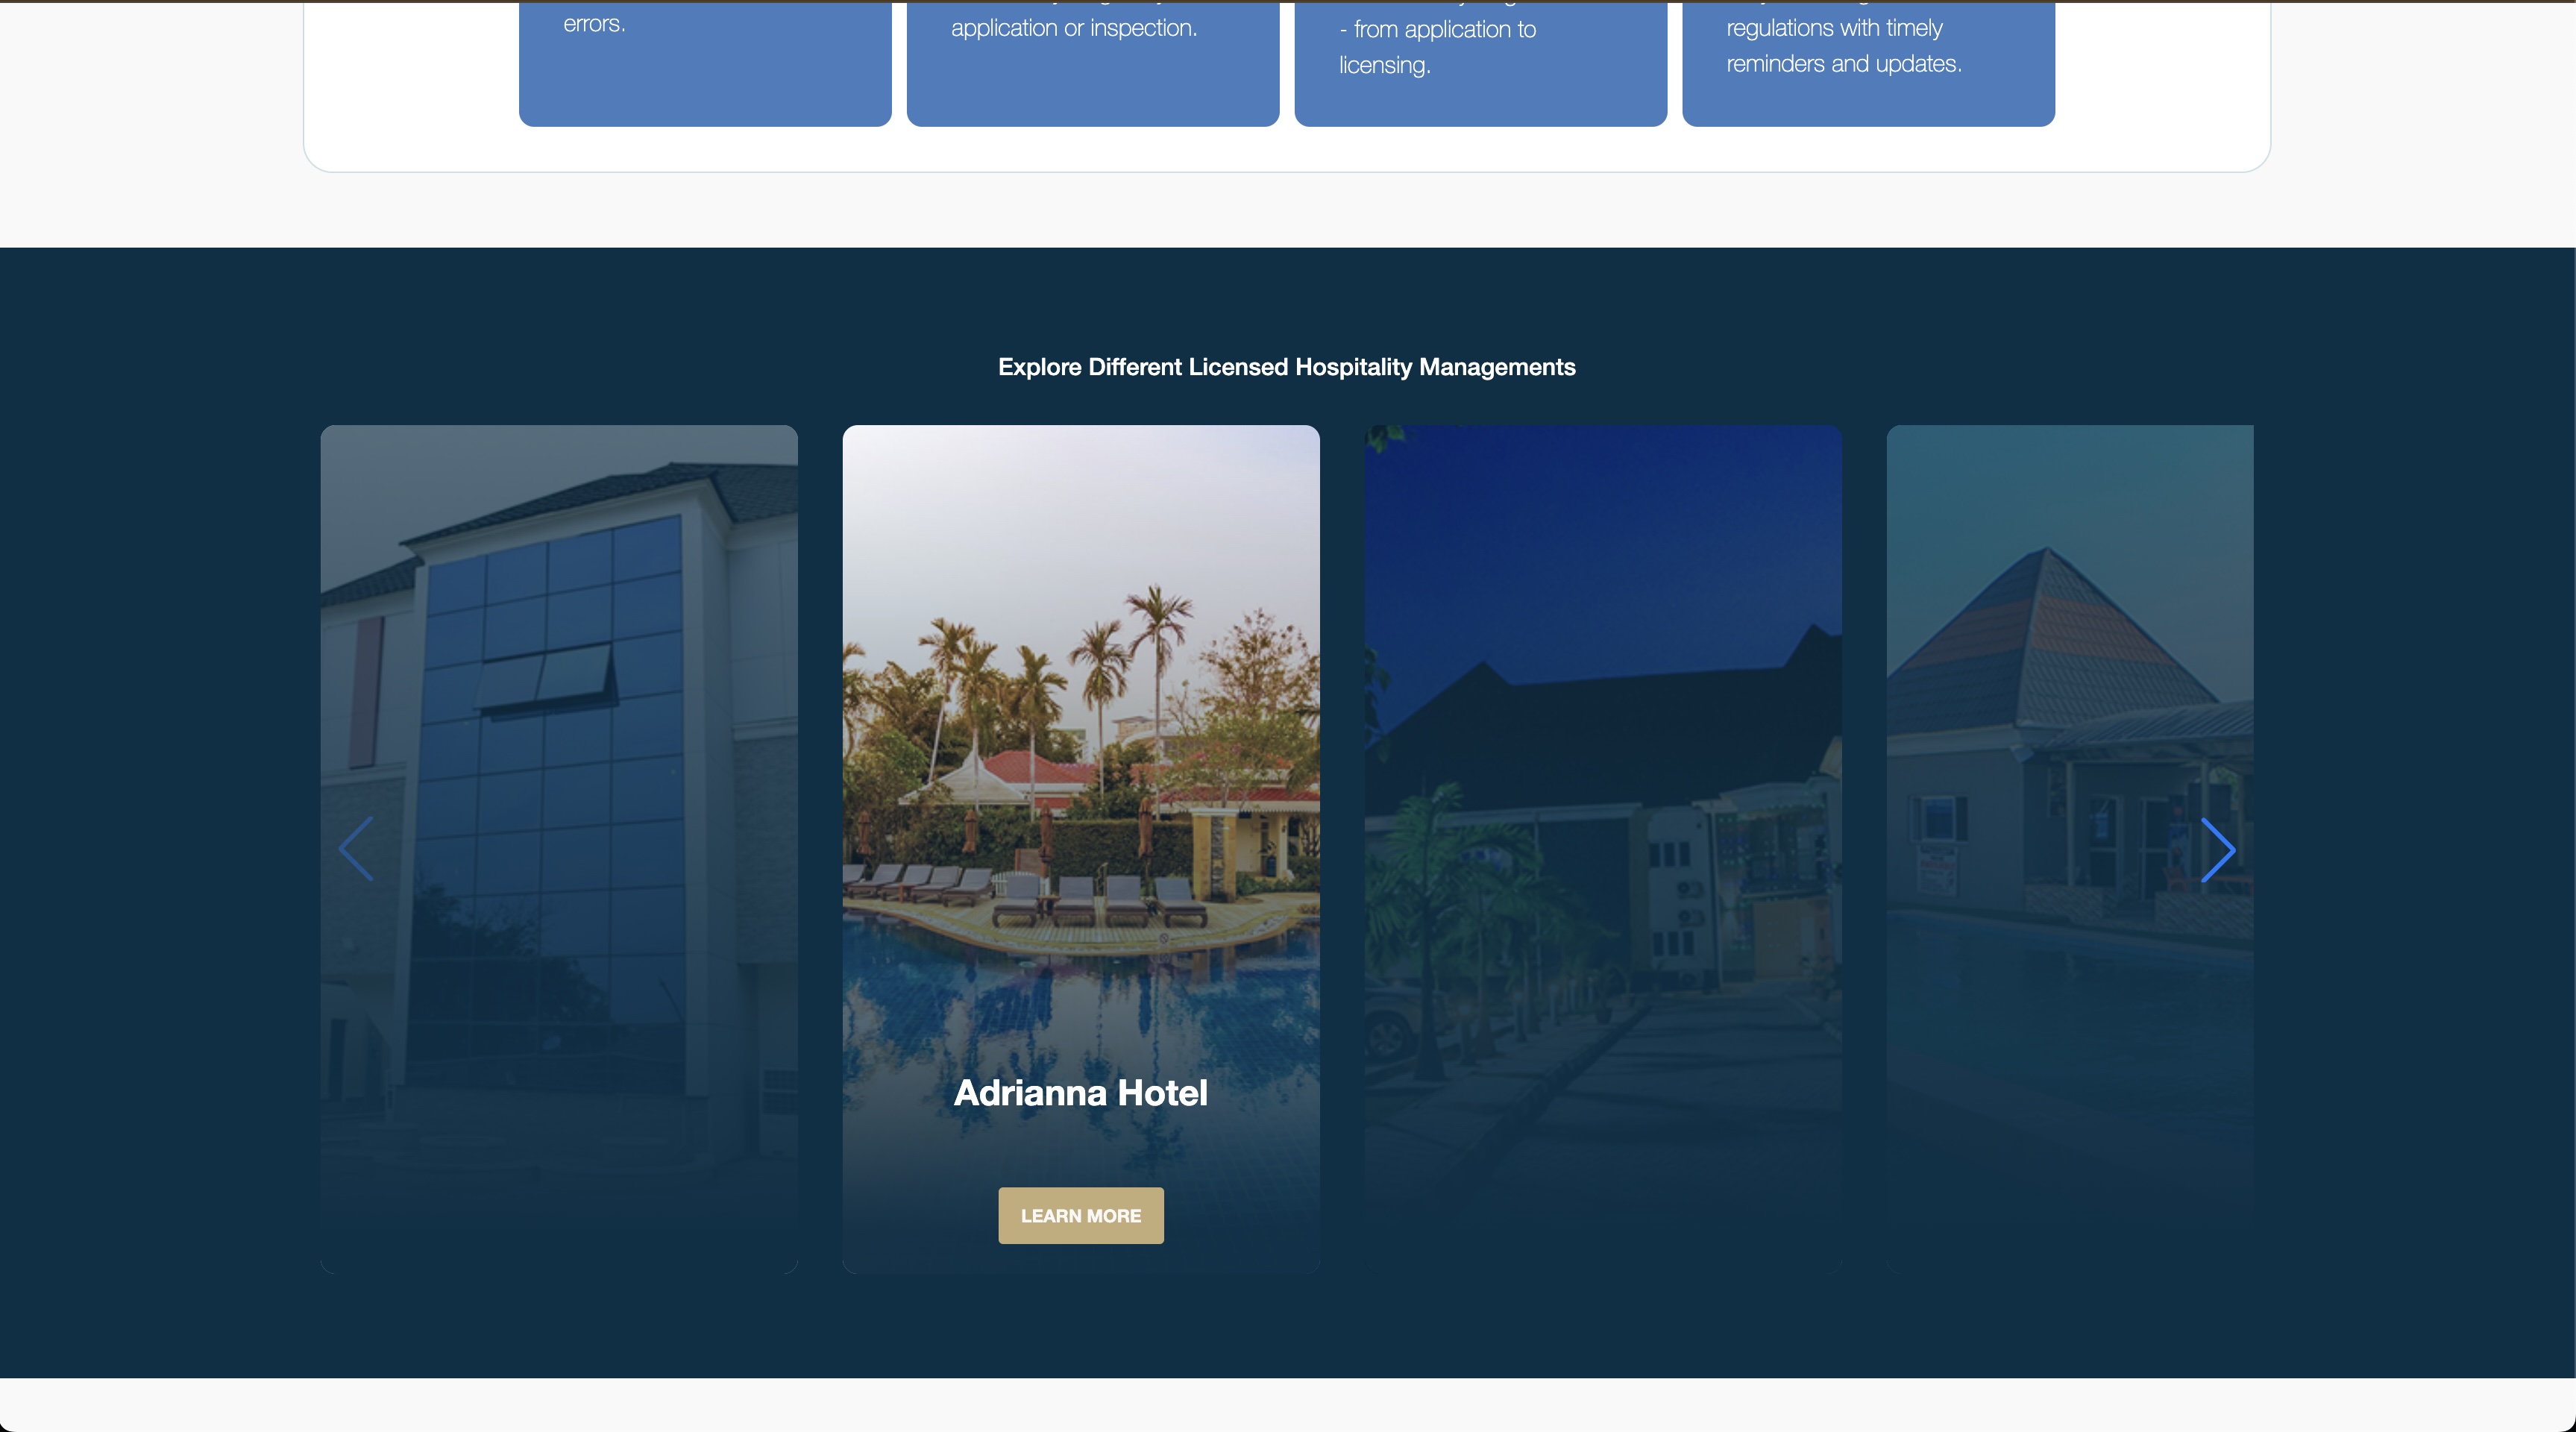 errors.
application or inspection.
- from application to
licensing.
regulations with timely
reminders and updates.
Explore Different Licensed Hospitality Managements
Adrianna Hotel
LEARN MORE